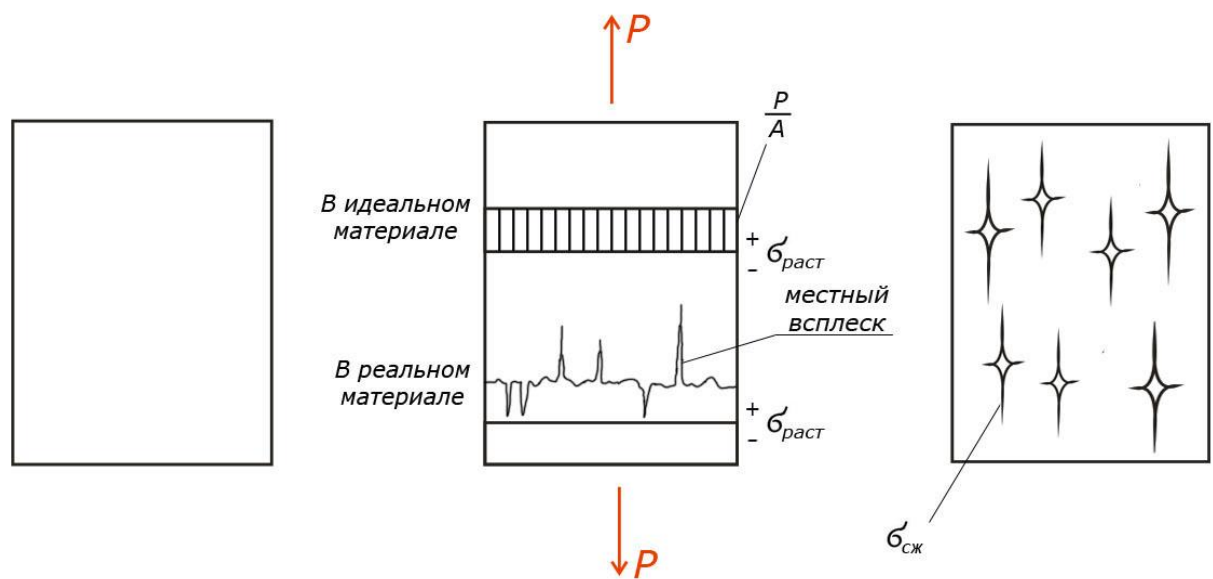 P
P
A
В идеальном
материале
+
-
σраст
местный
всплеск
В реальном
материале
+
-
σраст
σсж
P